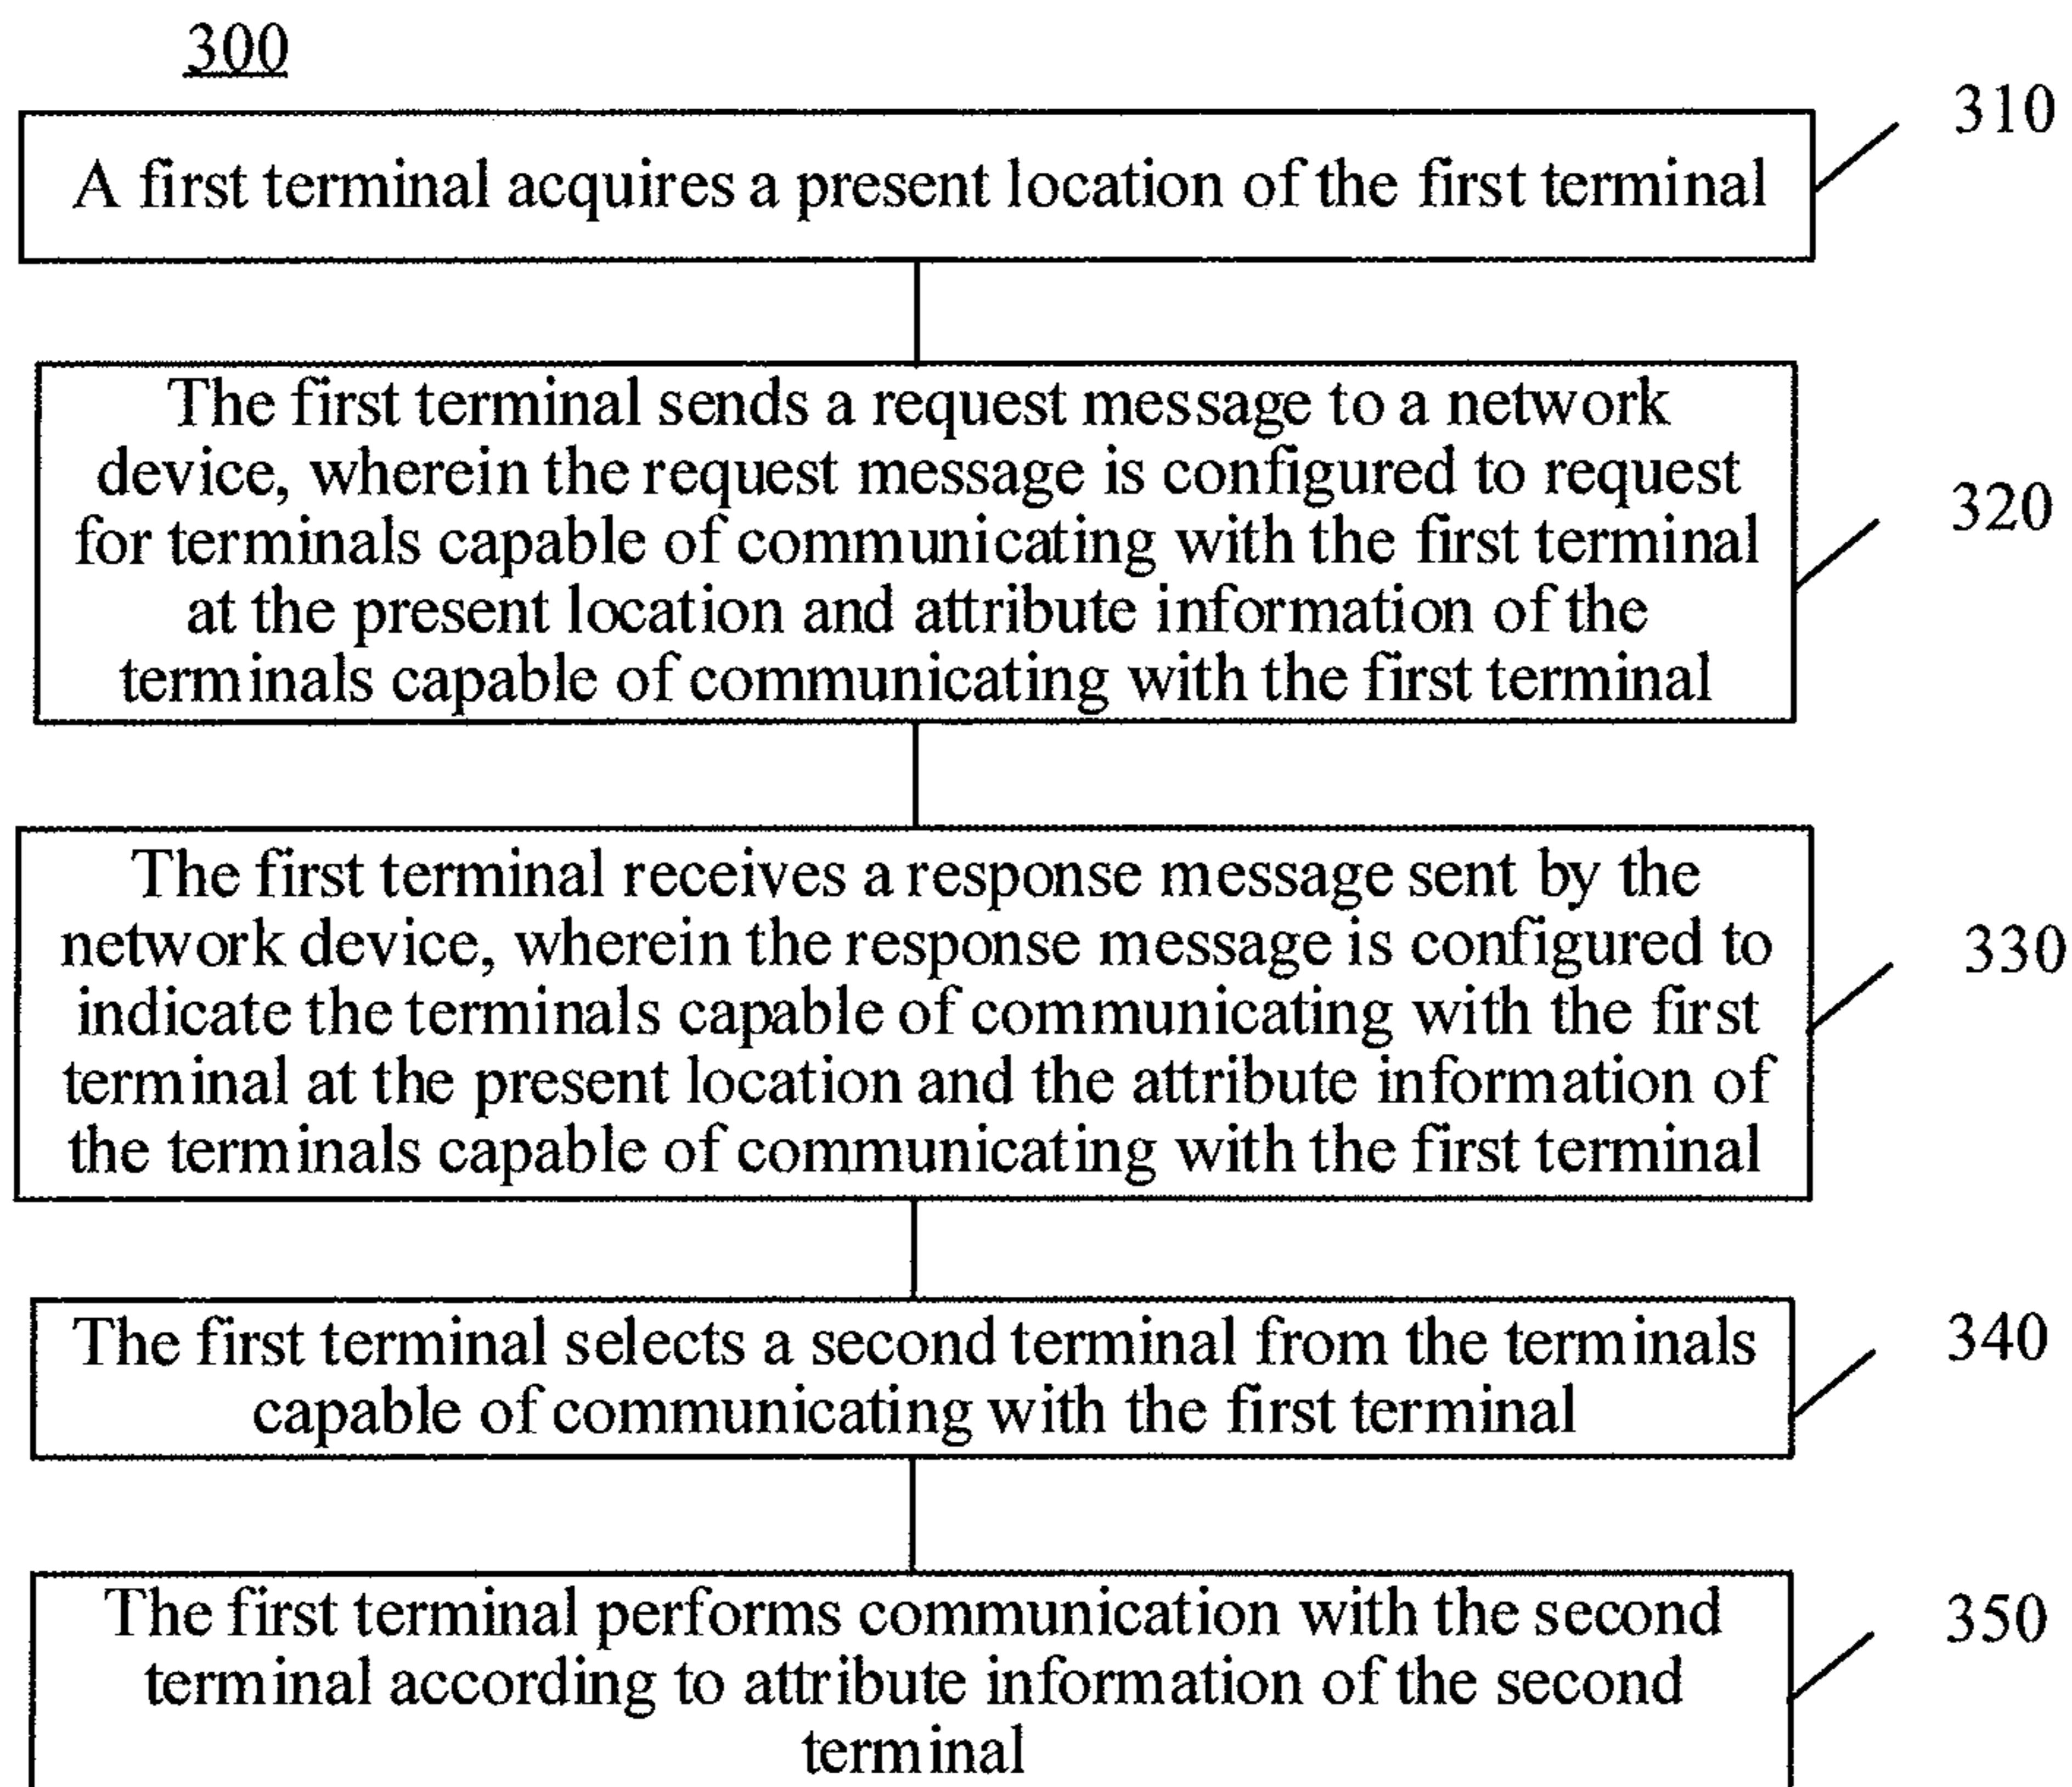 300
310
A first terminal acquires a present location of the first terminal
The first terminal sends a request message to a network
device, wherein the request message is configured to request
320
for terminals capable of communicating with the first terminal
at the present location and attribute information of the
terminals capable of communicating with the first terminal
The first terminal receives a response message sent by the
network device, wherein the response message is configured to
330
indicate the terminals capable of communicating with the first
terminal at the present location and the attribute information of
the terminals capable of communicating with the first terminal
The first terminal selects a second terminal from the terminals
340
capable of communicating with the first terminal
The first terminal performs communication with the second
350
terminal according to attribute information of the second
terminal